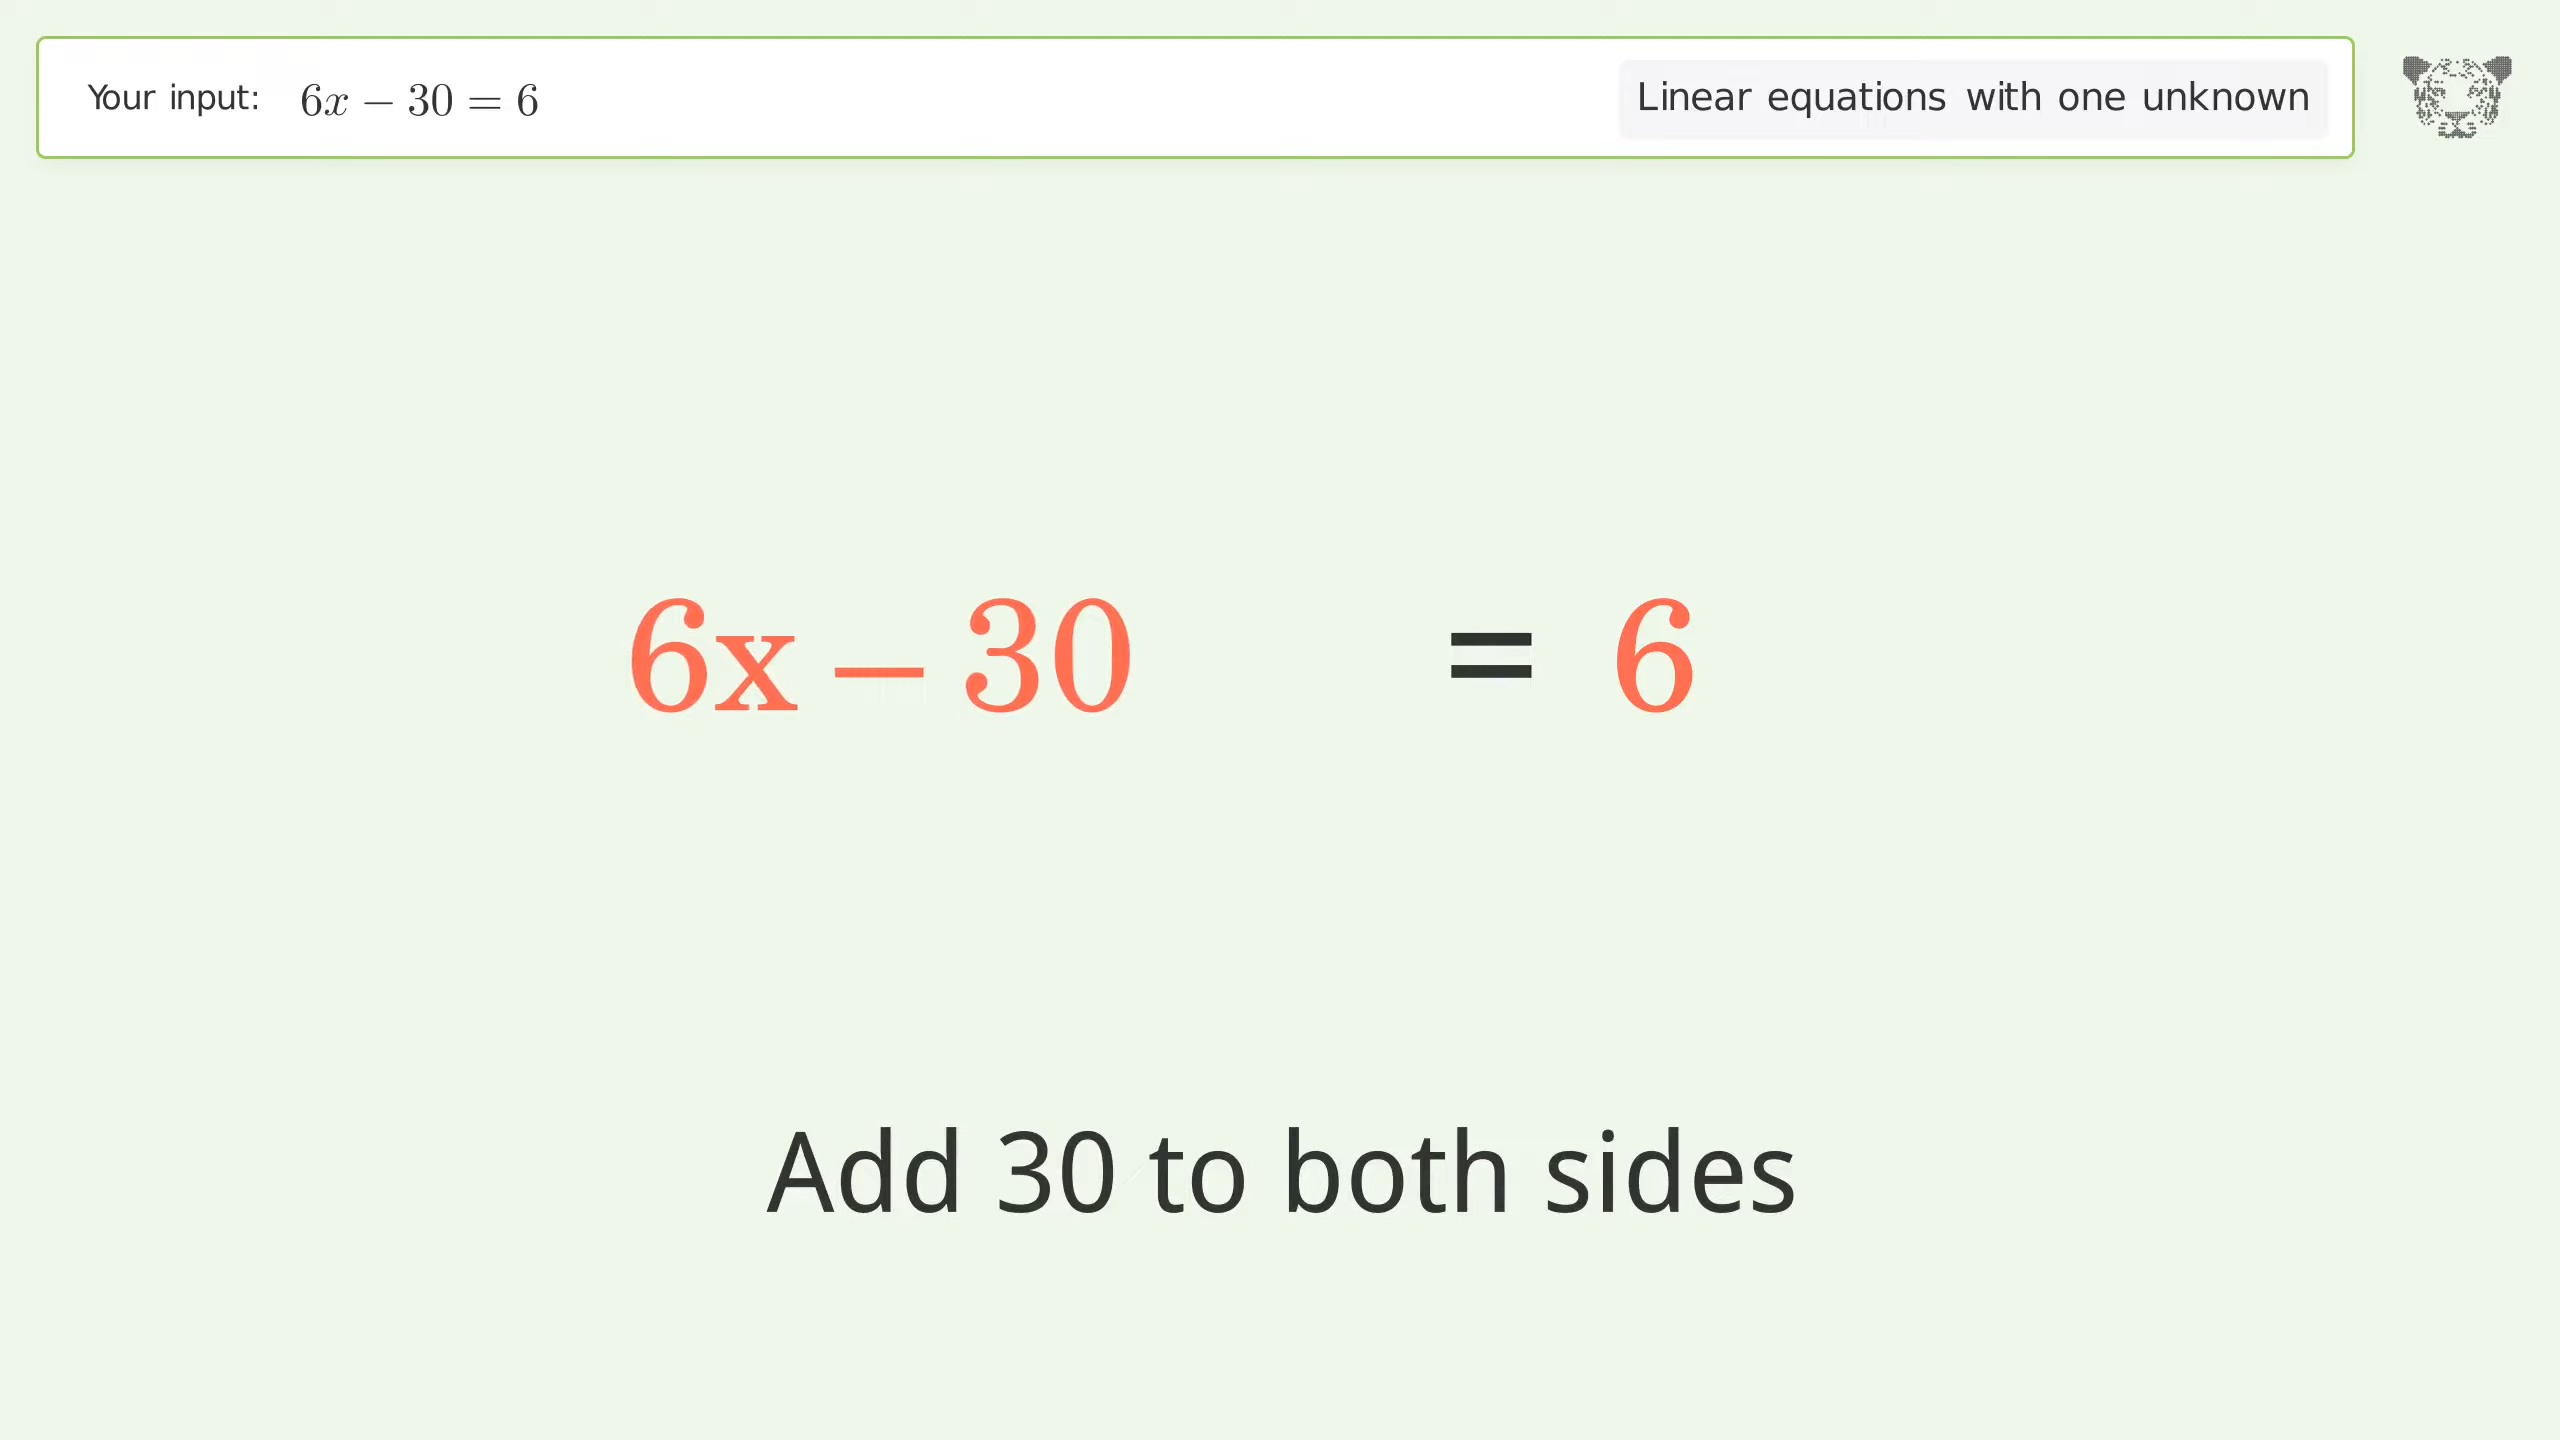 Your input: 6x − 30 = 6
Linear equations with one unknown
6x − 30 = 6
Add 30 to both sides